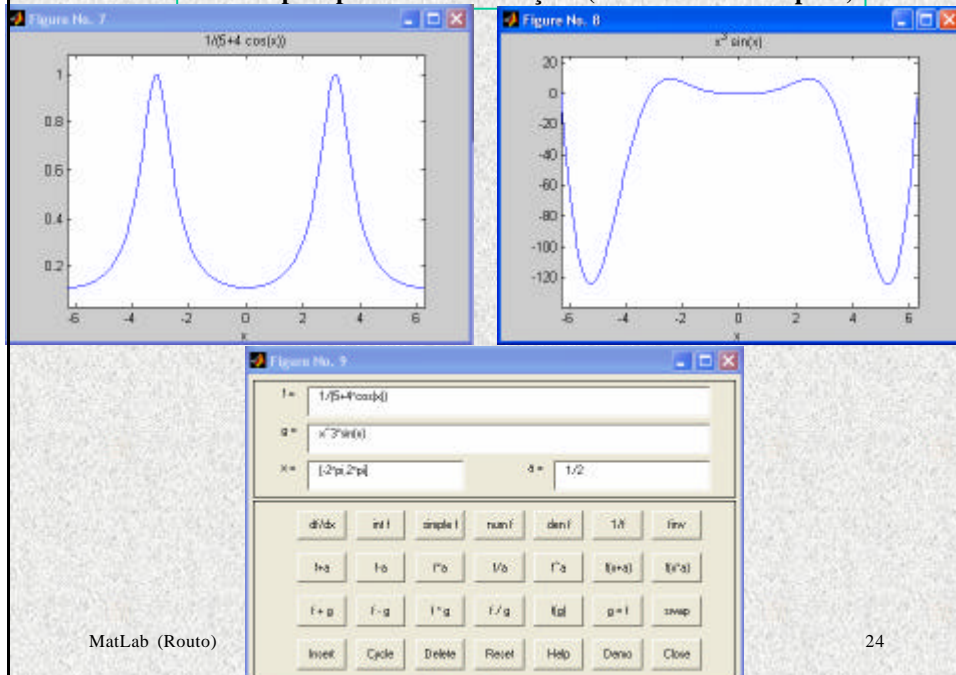 Figure No. 7
1/(5+4 cos(x))
1
0.8
0.6
0.4
0.2
-6 -4 -2 0 2 4 6
x
Figure No. 8
x^3 sin(x)
20
0
-20
-40
-60
-80
-100
-120
-6 -4 -2 0 2 4 6
x
Figure No. 9
f = 1/(5+4*cos(x))
g = x^3*sin(x)
x = [-2*pi,2*pi] a = 1/2
df/dx int f simple f num f den f 1/f finv
f+a f-a f*a f/a f^a f(x+a) f(x*a)
f + g f - g f * g f / g f(g) g = f swap
Insert Cycle Delete Reset Help Demo Close
MatLab (Routo)
24